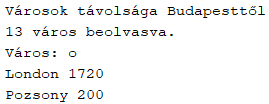 Városok távolsága Budapesttől
13 város beolvasva.
Város: o
London 1720
Pozsony 200